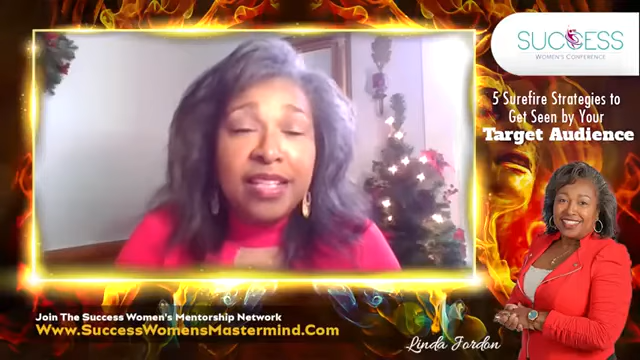 SUCCESS
WOMEN'S CONFERENCE
5 Surefire Strategies to
Get Seen by Your
Target Audience
Join The Success Women's Mentorship Network
Www.SuccessWomensMastermind.Com
Linda Fordon